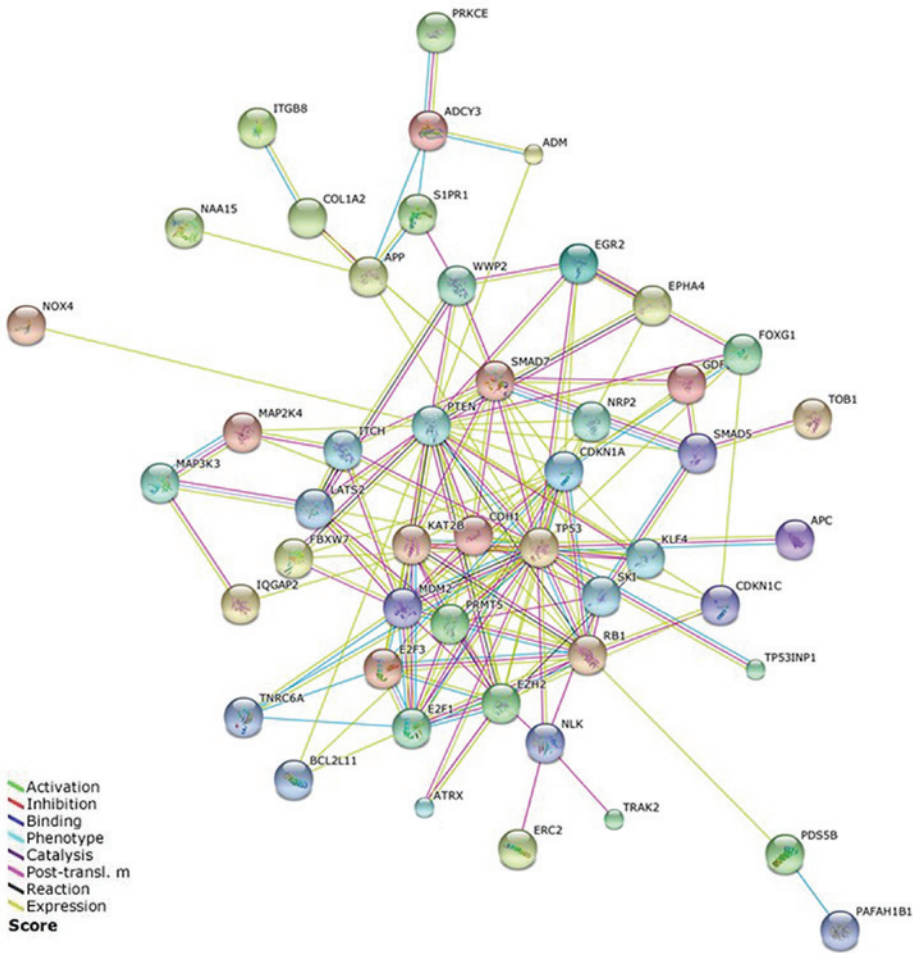 PRKCE
ITGB8
ADCY3
ADM
COL1A2
S1PR1
NAA15
APP
WWP2
EGR2
EPHA4
NOX4
FOXG1
SMAD7
GDF
MAP2K4
PTEN
NRP2
TOB1
ITCH
SMAD5
MAP3K3
CDKN1A
LATS2
KAT2B
CDH1
TP53
KLF4
APC
FBXW7
IQGAP2
MDM2
SKI
CDKN1C
PRMT5
E2F3
RB1
TP53INP1
TNRC6A
E2F1
EZH2
NLK
BCL2L11
ATRX
TRAK2
ERC2
PDS5B
PAFAH1B1
Activation
Inhibition
Binding
Phenotype
Catalysis
Post-transl. m
Reaction
Expression
Score